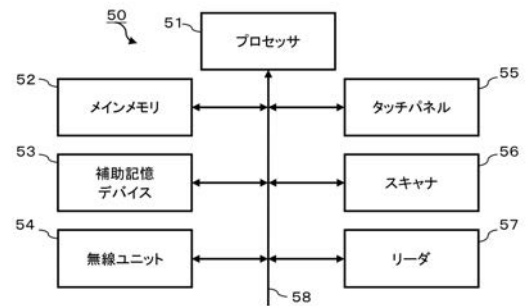 50
51
プロセッサ
52
メインメモリ
55
タッチパネル
53
補助記憶
デバイス
56
スキャナ
54
無線ユニット
57
リーダ
58